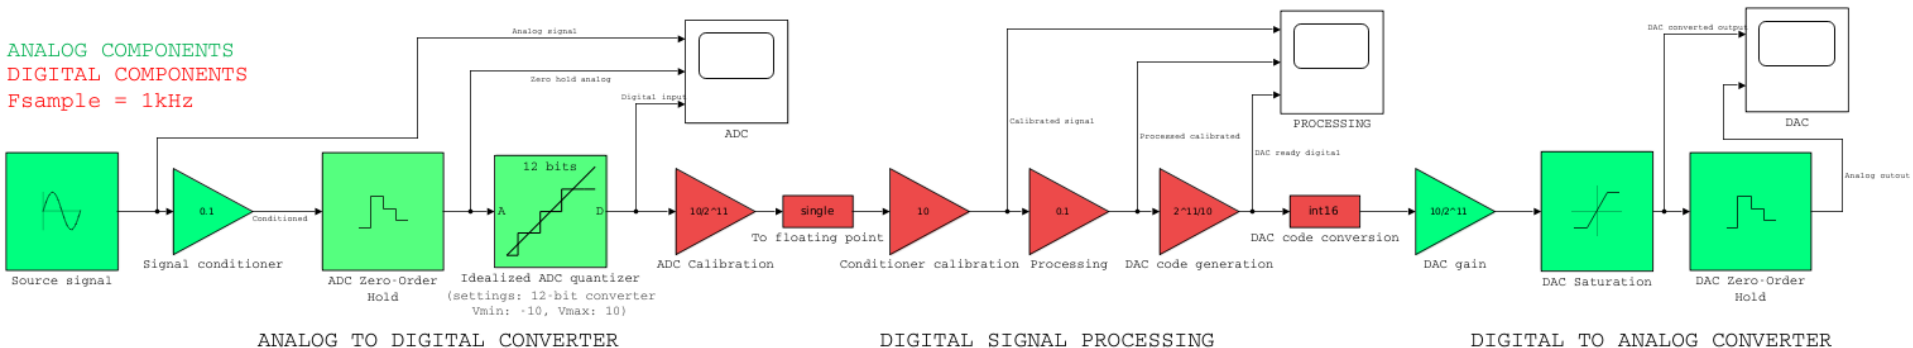 ANALOG COMPONENTS
DIGITAL COMPONENTS
Fsample = 1kHz
Analog signal
Zero hold analog
Digital input
ADC
Calibrated signal
Processed calibrated
DAC ready digital
PROCESSING
DAC converted output
DAC
Analog outout
Source signal
0.1
Signal conditioner
Conditioned
ADC Zero-Order
Hold
12 bits
A
D
Idealized ADC quantizer
(settings: 12-bit converter
Vmin: -10, Vmax: 10)
10/2^11
ADC Calibration
single
To floating point
10
Conditioner calibration
0.1
Processing
2^11/10
DAC code generation
int16
DAC code conversion
10/2^11
DAC gain
DAC Saturation
DAC Zero-Order
Hold
ANALOG TO DIGITAL CONVERTER
DIGITAL SIGNAL PROCESSING
DIGITAL TO ANALOG CONVERTER